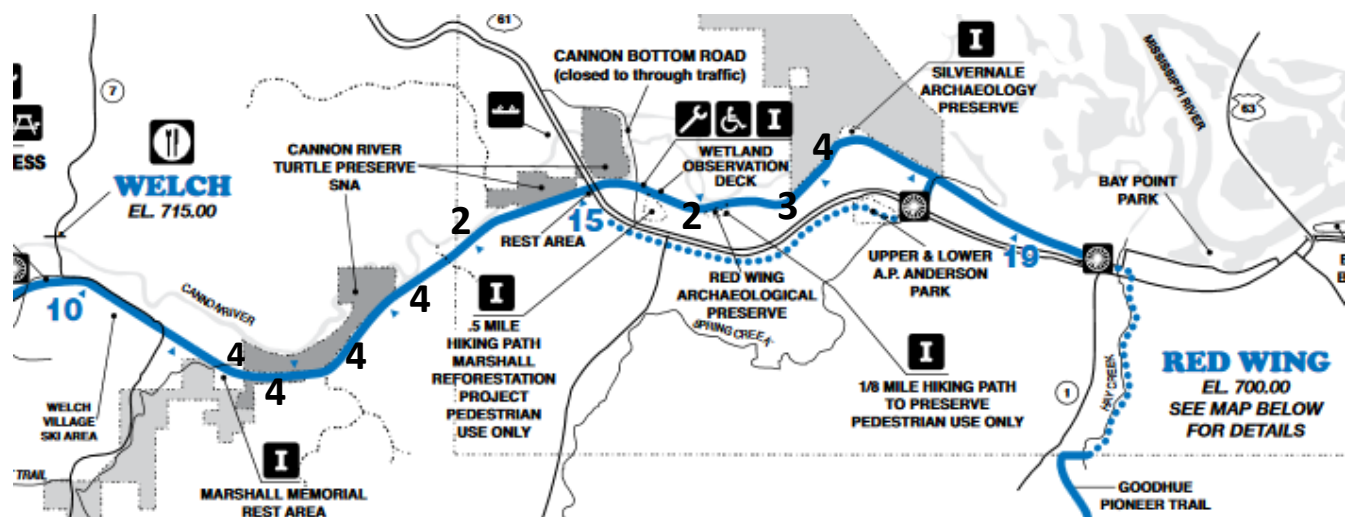 61
CANNON BOTTOM ROAD
(closed to through traffic)
I
SILVERNALE
ARCHAEOLOGY
PRESERVE
MISSISSIPPI RIVER
63
7
ESS
WELCH
EL. 715.00
CANNON RIVER
TURTLE PRESERVE
SNA
I
WETLAND
OBSERVATION
DECK
4
BAY POINT
PARK
2
15
REST AREA
2
3
19
UPPER & LOWER
A.P. ANDERSON
PARK
10
4
I
.5 MILE
HIKING PATH
MARSHALL
REFORESTATION
PROJECT
PEDESTRIAN
USE ONLY
RED WING
ARCHAEOLOGICAL
PRESERVE
SPRING CREEK
4
4
4
I
1/8 MILE HIKING PATH
TO PRESERVE
PEDESTRIAN USE ONLY
1
HAY CREEK
RED WING
EL. 700.00
SEE MAP BELOW
FOR DETAILS
WELCH
VILLAGE
SKI AREA
TRAIL
I
MARSHALL MEMORIAL
REST AREA
GOODHUE
PIONEER TRAIL